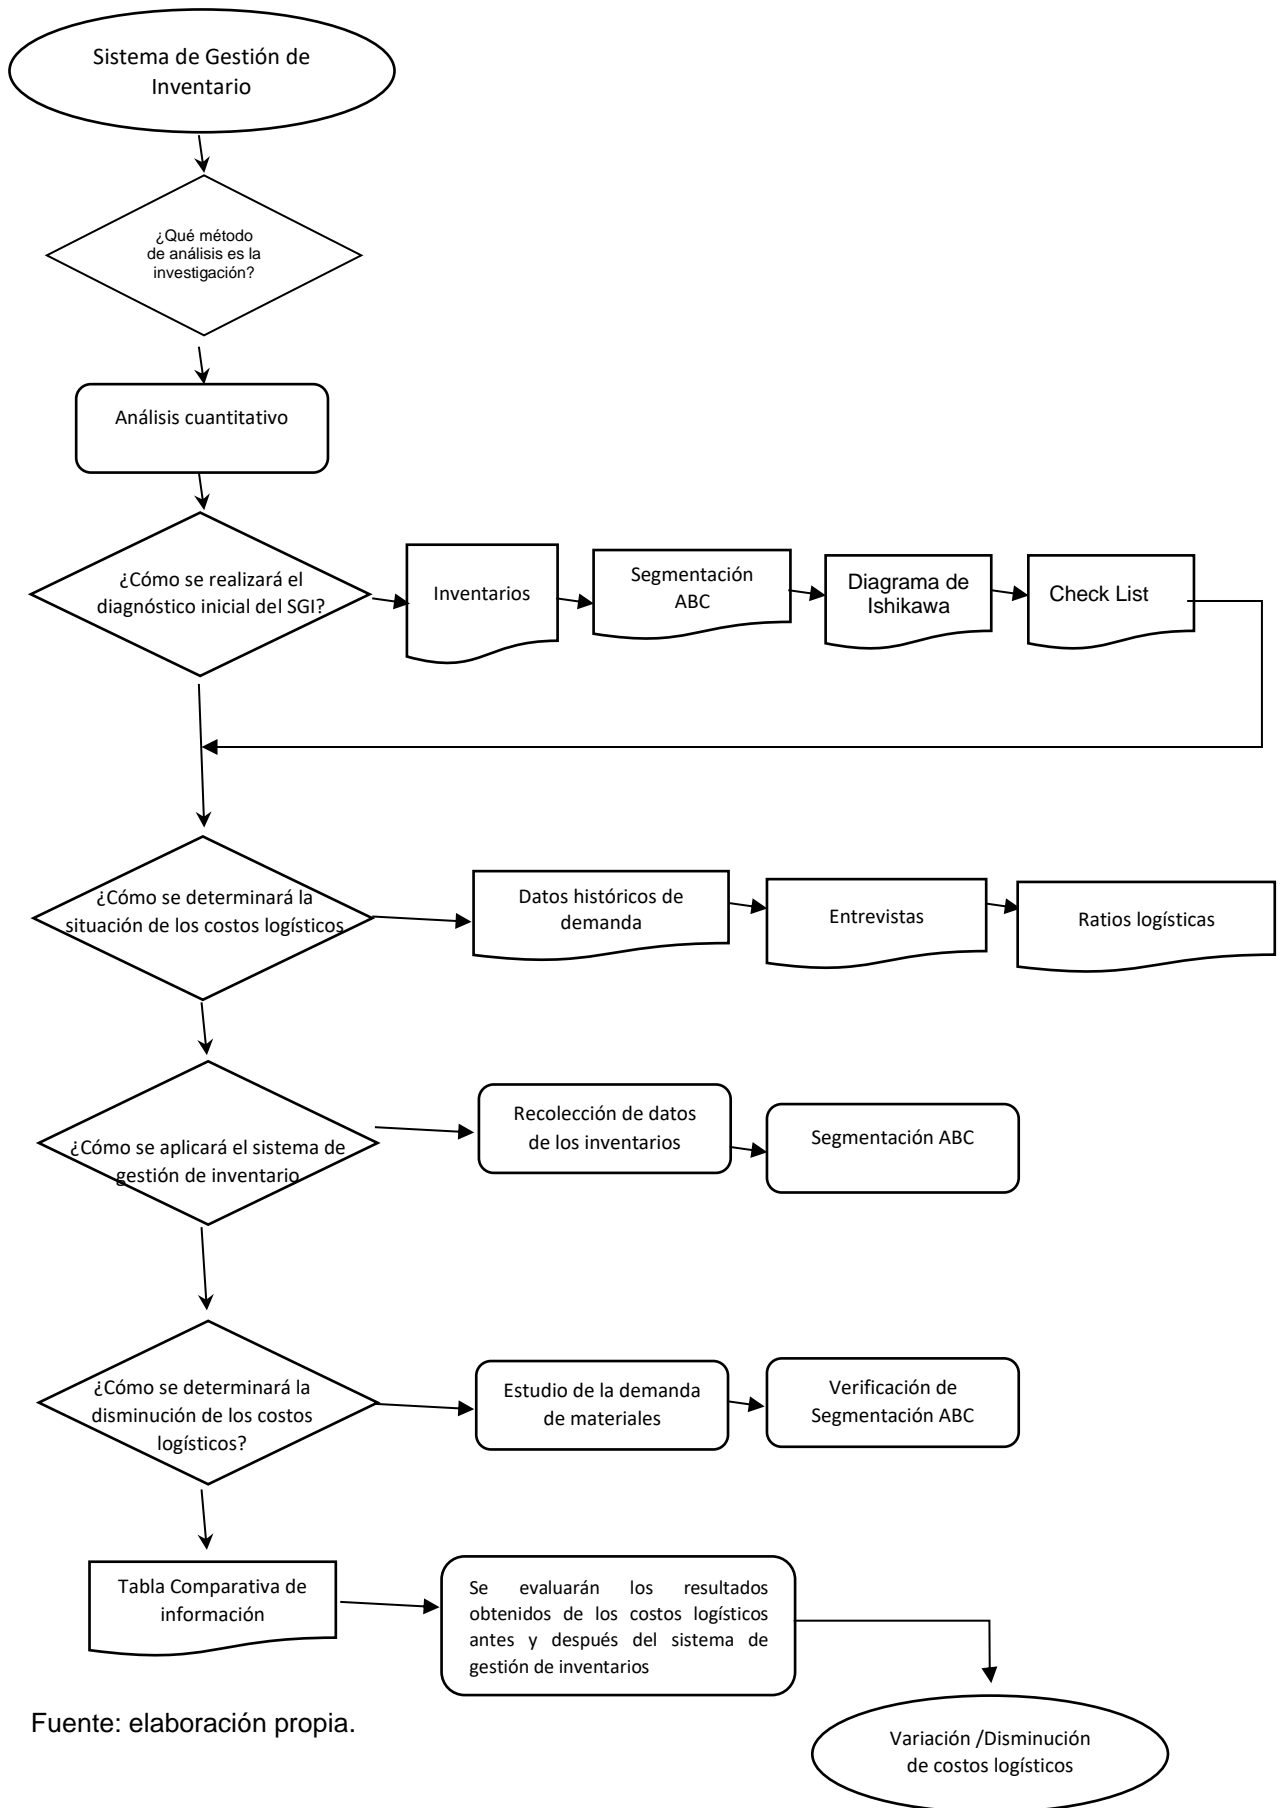 Sistema de Gestión de
Inventario
¿Qué método
de análisis es la
investigación?
Análisis cuantitativo
¿Cómo se realizará el
diagnóstico inicial del SGI?
Inventarios
Segmentación
ABC
Diagrama de
Ishikawa
Check List
¿Cómo se determinará la
situación de los costos logísticos
Datos históricos de
demanda
Entrevistas
Ratios logísticas
¿Cómo se aplicará el sistema de
gestión de inventario
Recolección de datos
de los inventarios
Segmentación ABC
¿Cómo se determinará la
disminución de los costos
logísticos?
Estudio de la demanda
de materiales
Verificación de
Segmentación ABC
Tabla Comparativa de
información
Se evaluarán los resultados
obtenidos de los costos logísticos
antes y después del sistema de
gestión de inventarios
Fuente: elaboración propia.
Variación /Disminución
de costos logísticos